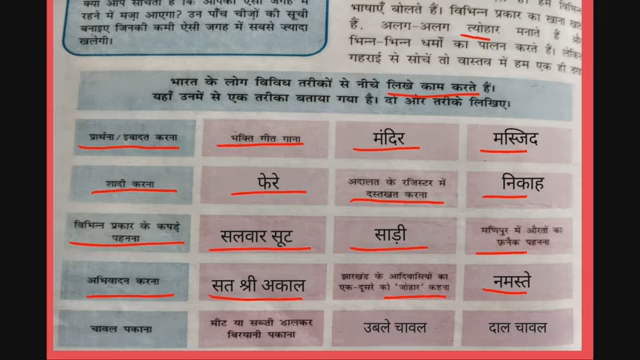 क्या आप सोचते हैं कि आपको ऐसी जगह में
रहने में मज़ा आएगा? उन पाँच चीज़ों की सूची
बनाइए जिनकी कमी ऐसी जगह में सबसे ज्यादा
खलेगी।
भाषाएँ बोलते हैं। विभिन्न प्रकार का खाना खाते
हैं, अलग-अलग त्योहार मनाते हैं
भिन्न-भिन्न धर्मों का पालन करते हैं। लेकिन
गहराई से सोचें तो वास्तव में हम एक ही
भारत के लोग विविध तरीकों से नीचे लिखे काम करते हैं।
यहाँ उनमें से एक तरीका बताया गया है। दो और तरीके लिखिए।
प्रार्थना/इबादत करना
भक्ति गीत गाना
मंदिर
मस्जिद
शादी करना
फेरे
अदालत के रजिस्टर में
दस्तखत करना
निकाह
विभिन्न प्रकार के कपड़े
पहनना
सलवार सूट
साड़ी
मणिपुर में औरतों का
फ़नैक पहनना
अभिवादन करना
सत श्री अकाल
झारखंड के आदिवासियों का
एक-दूसरे को 'जोहार' कहना
नमस्ते
चावल पकाना
मीट या सब्जी डालकर
बिरयानी पकाना
उबले चावल
दाल चावल